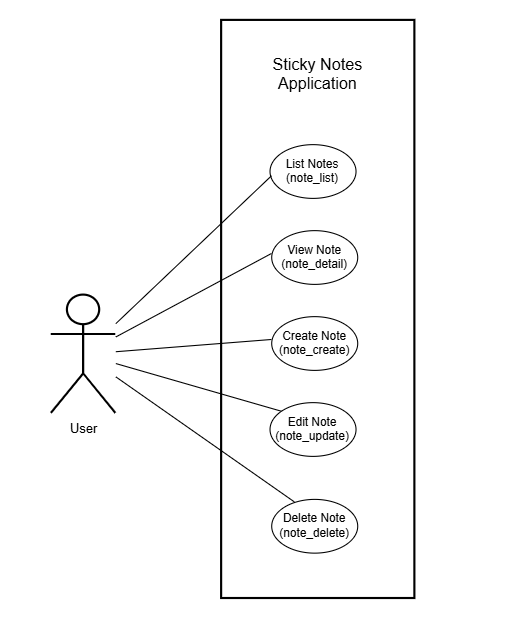 Sticky Notes
Application
List Notes
(note_list)
View Note
(note_detail)
Create Note
(note_create)
Edit Note
(note_update)
Delete Note
(note_delete)
User